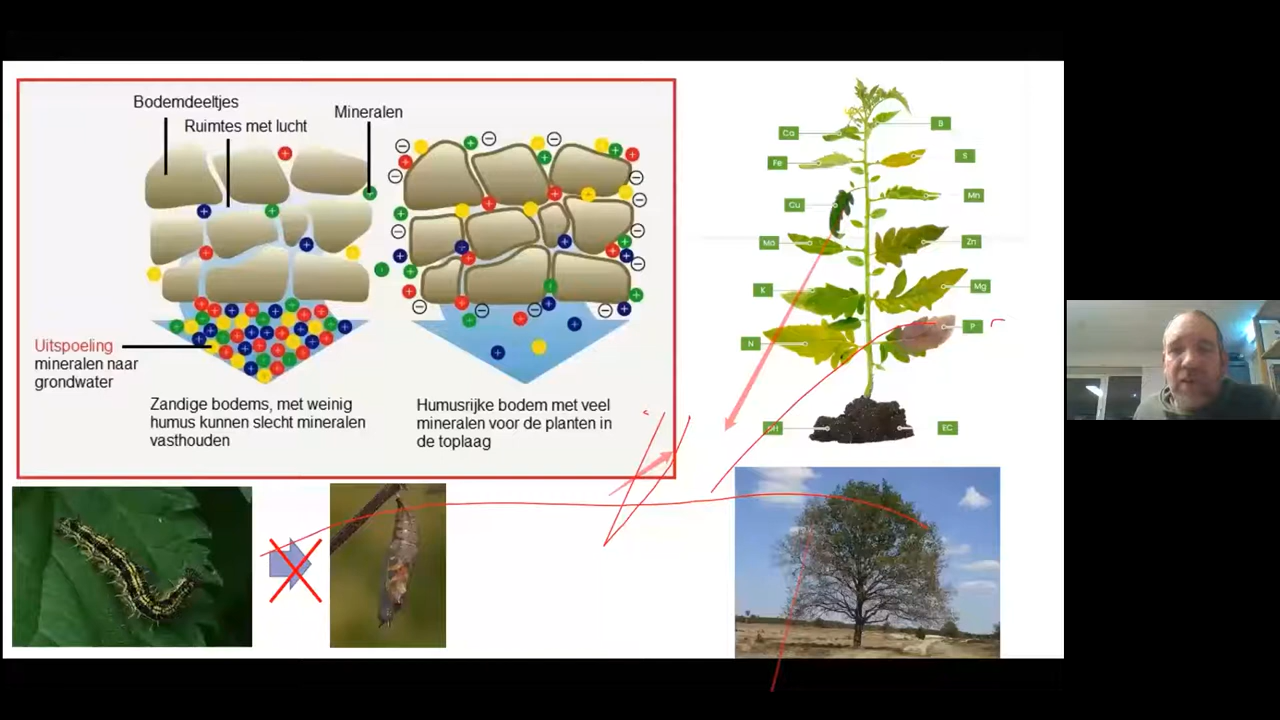 Bodemdeeltjes
Ruimtes met lucht
Mineralen
Uitspoeling
mineralen naar
grondwater
Zandige bodems, met weinig
humus kunnen slecht mineralen
vasthouden
Humusrijke bodem met veel
mineralen voor de planten in
de toplaag
Ca
B
Fe
S
Cu
Mn
Mo
Zn
K
Mg
N
P
pH
EC